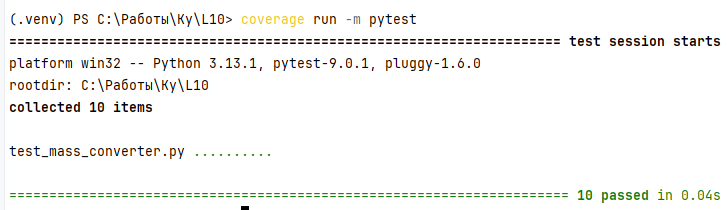 (.venv) PS C:\Работы\Ку\L10> coverage run -m pytest
===================================================================== test session starts
platform win32 -- Python 3.13.1, pytest-9.0.1, pluggy-1.6.0
rootdir: C:\Работы\Ку\L10
collected 10 items
test_mass_converter.py ..........
====================================================================== 10 passed in 0.04s